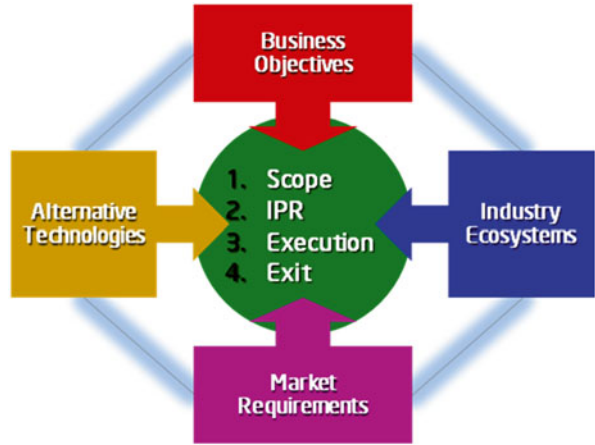 Business
Objectives
Alternative
Technologies
1. Scope
2. IPR
3. Execution
4. Exit
Industry
Ecosystems
Market
Requirements